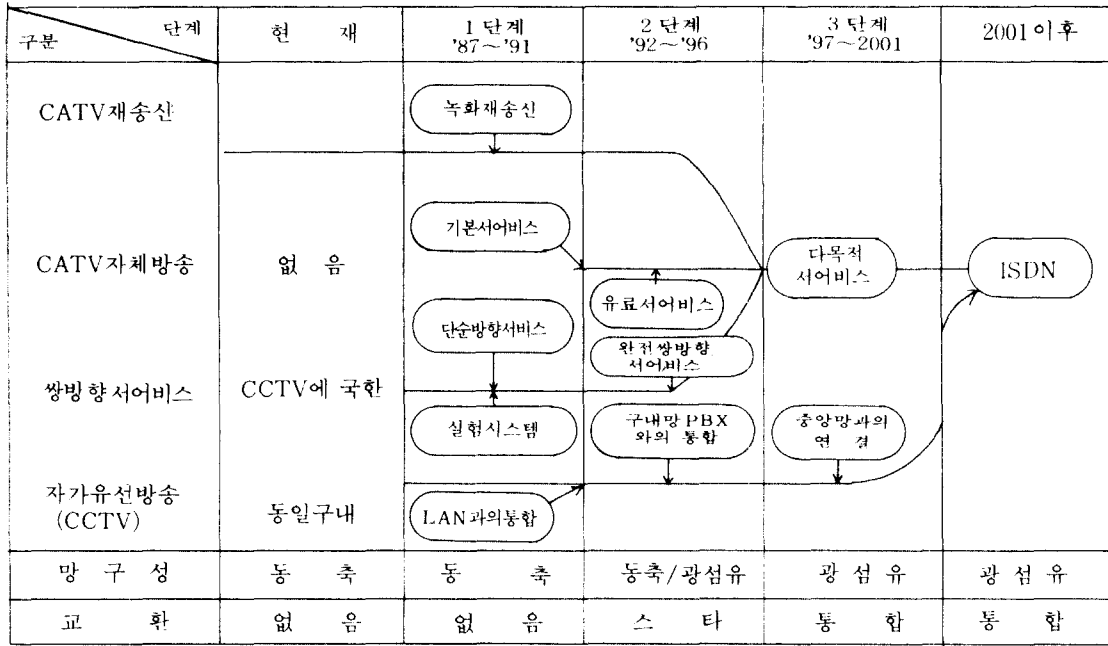 구분 단계
현 재
1 단계
'87～'91
2 단계
'92～'96
3 단계
'97～2001
2001이후
CATV재송신
녹화재송신
CATV자체방송
없 음
기본서어비스
유료서어비스
다목적
서어비스
ISDN
쌍방향서어비스
CCTV에 국한
단순방향서비스
실험시스템
완전쌍방향
서어비스
자가유선방송
(CCTV)
동일구내
LAN과의통합
구내망PBX
와의 통합
중앙망과의
연 결
망 구 성
동 축
동 축
동축/광섬유
광 섬 유
광 섬 유
교 환
없 음
없 음
스 타
통 합
통 합